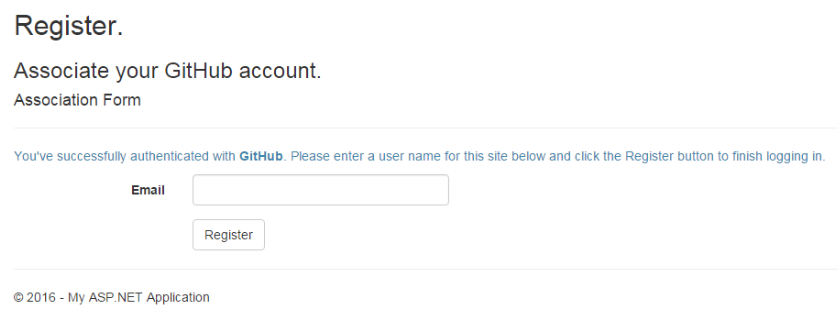 Register.
Associate your GitHub account.
Association Form
You've successfully authenticated with GitHub. Please enter a user name for this site below and click the Register button to finish logging in.
Email
Register
© 2016 - My ASP.NET Application